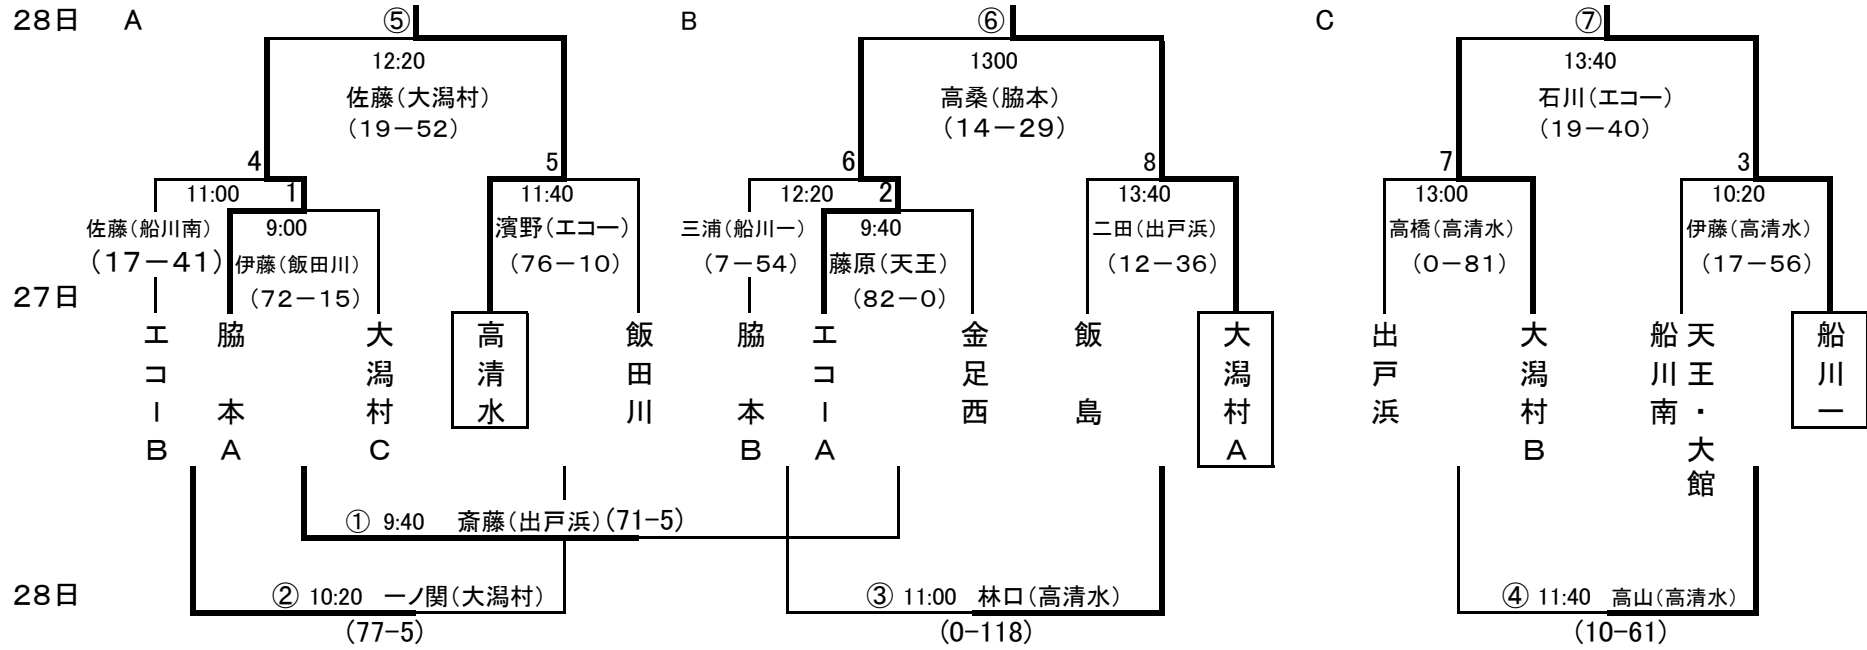 28日 A ⑤ B ⑥ C ⑦
12:20 1300 13:40
佐藤(大潟村) 高桑(脇本) 石川(エコー)
(19－52) (14－29) (19－40)
4 5 6 8 7 3
11:00 1 11:40 12:20 2 13:40 13:00 10:20
佐藤(船川南) 9:00 濱野(エコー) 三浦(船川一) 9:40 二田(出戸浜) 高橋(高清水) 伊藤(高清水)
(17－41) 伊藤(飯田川) (76－10) (7－54) 藤原(天王) (12－36) (0－81) (17－56)
27日 (72－15) (82－0)
エコーB
脇本A
大潟村C
高清水
飯田川
脇本B
エコーA
金足西
飯島
大潟村A
出戸浜
大潟村B
船川南
天王・大館
船川一
① 9:40 斎藤(出戸浜)(71-5)
28日 ② 10:20 一ノ関(大潟村) ③ 11:00 林口(高清水) ④ 11:40 高山(高清水)
(77-5) (0-118) (10-61)